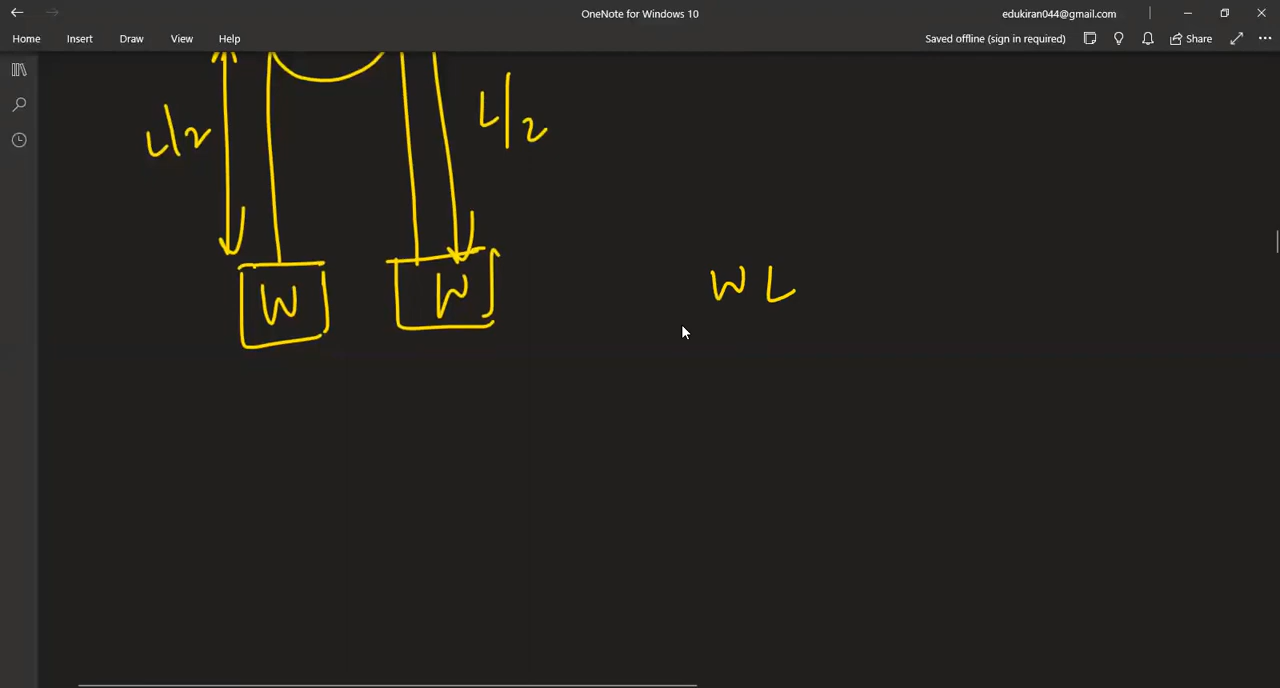 OneNote for Windows 10
edukiran044@gmail.com
Home Insert Draw View Help
Saved offline (sign in required)
Share
L/2
L/2
W
W
W L